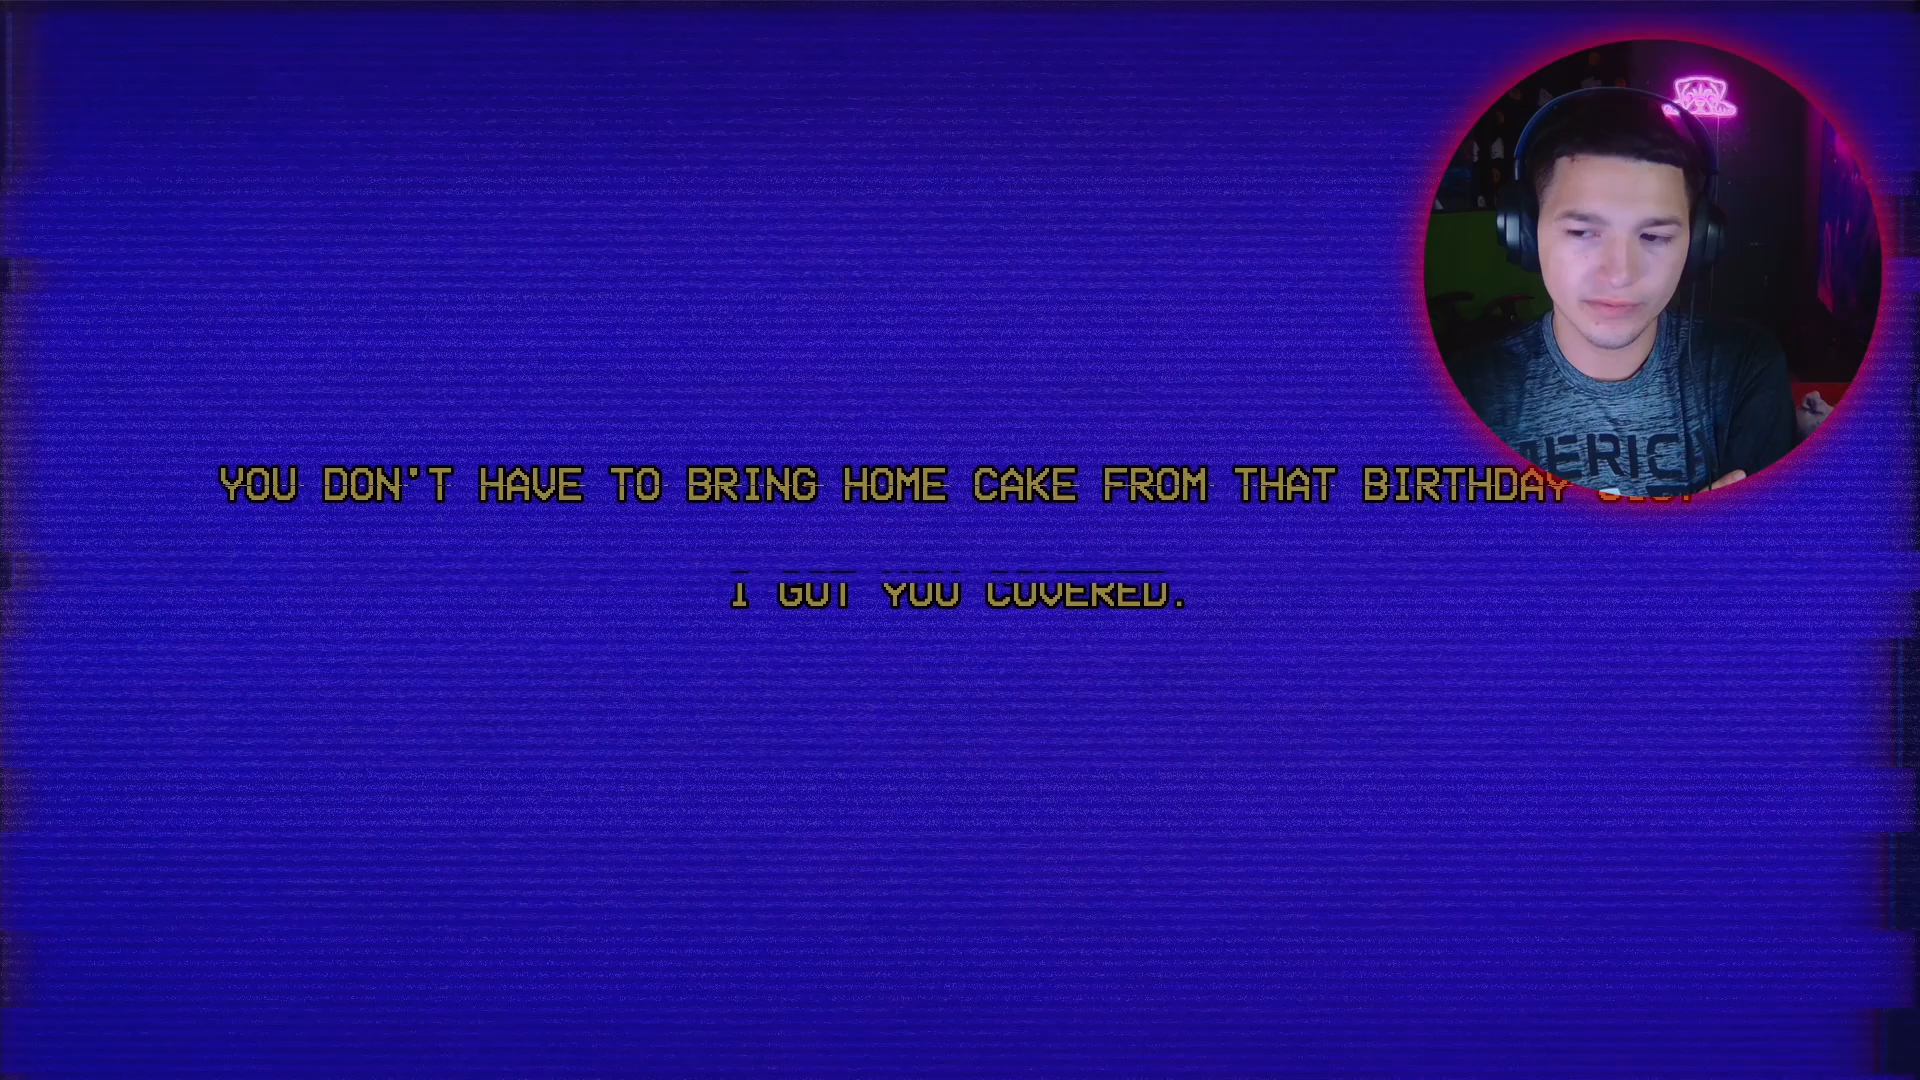 YOU DON'T HAVE TO BRING HOME CAKE FROM THAT BIRTHDAY
I GOT YOU COVERED.